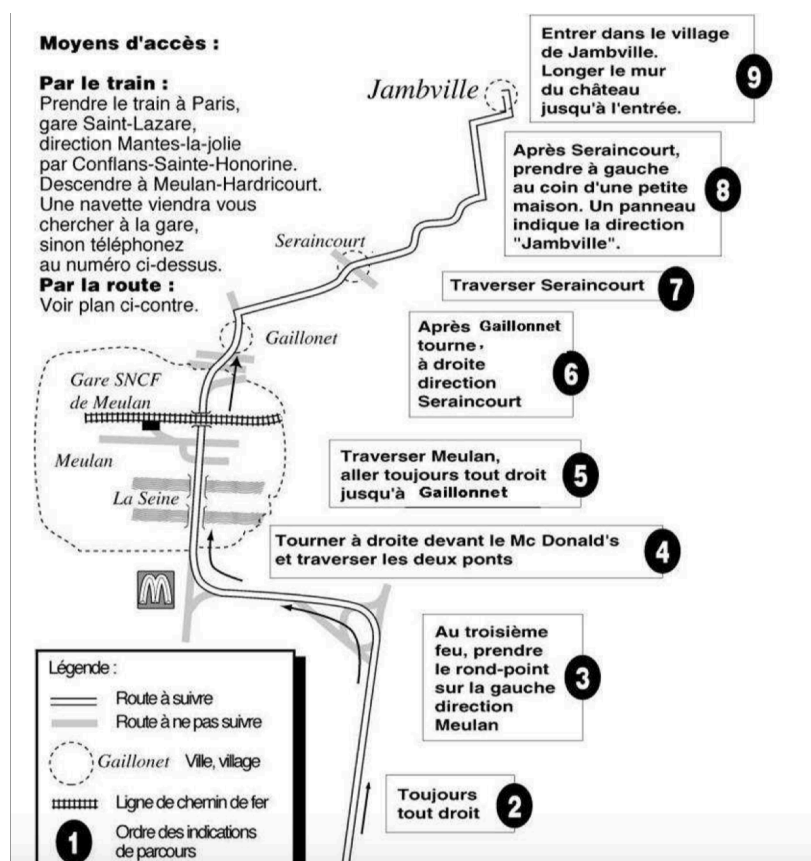 Moyens d'accès :
Par le train :
Prendre le train à Paris,
gare Saint-Lazare,
direction Mantes-la-jolie
par Conflans-Sainte-Honorine.
Descendre à Meulan-Hardricourt.
Une navette viendra vous
chercher à la gare,
sinon téléphonez
au numéro ci-dessus.
Par la route :
Voir plan ci-contre.
Jambville
Entrer dans le village
de Jambville.
Longer le mur
du château
jusqu'à l'entrée.
9
Après Seraincourt,
prendre à gauche
au coin d'une petite
maison. Un panneau
indique la direction
"Jambville".
8
Seraincourt
Traverser Seraincourt
7
Gaillonet
Après Gaillonnet
tourne,
à droite
direction
Seraincourt
6
Gare SNCF
de Meulan
Meulan
La Seine
Traverser Meulan,
aller toujours tout droit
jusqu'à Gaillonnet
5
Tourner à droite devant le Mc Donald's
et traverser les deux ponts
4
M
Au troisième
feu, prendre
le rond-point
sur la gauche
direction
Meulan
3
Toujours
tout droit
2
Légende :
Route à suivre
Route à ne pas suivre
Gaillonet Ville, village
Ligne de chemin de fer
1
Ordre des indications
de parcours